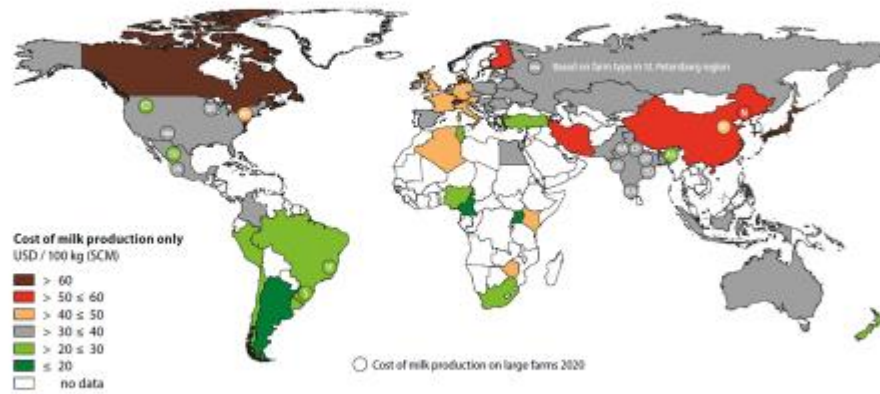 Based on farm type in St. Petersburg region
Cost of milk production only
USD / 100 kg (SCM)
> 60
> 50 ≤ 60
> 40 ≤ 50
> 30 ≤ 40
> 20 ≤ 30
≤ 20
no data
Cost of milk production on large farms 2020